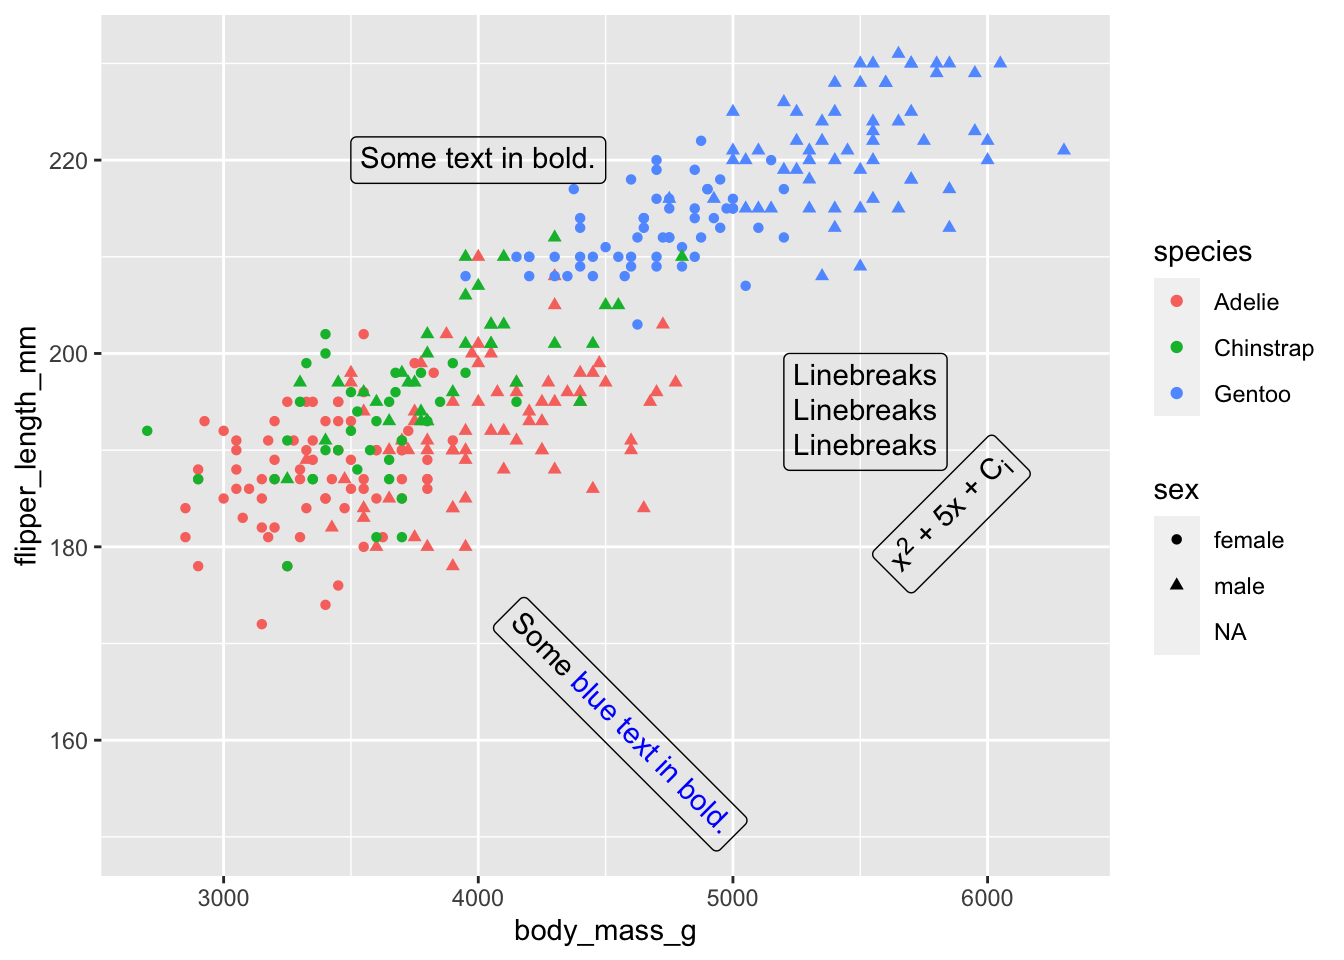 220
200
180
160
flipper_length_mm
Some text in bold.
Linebreaks
Linebreaks
Linebreaks
x² + 5x + Cᵢ
Some blue text in bold.
3000 4000 5000 6000
body_mass_g
species
Adelie
Chinstrap
Gentoo
sex
female
male
NA